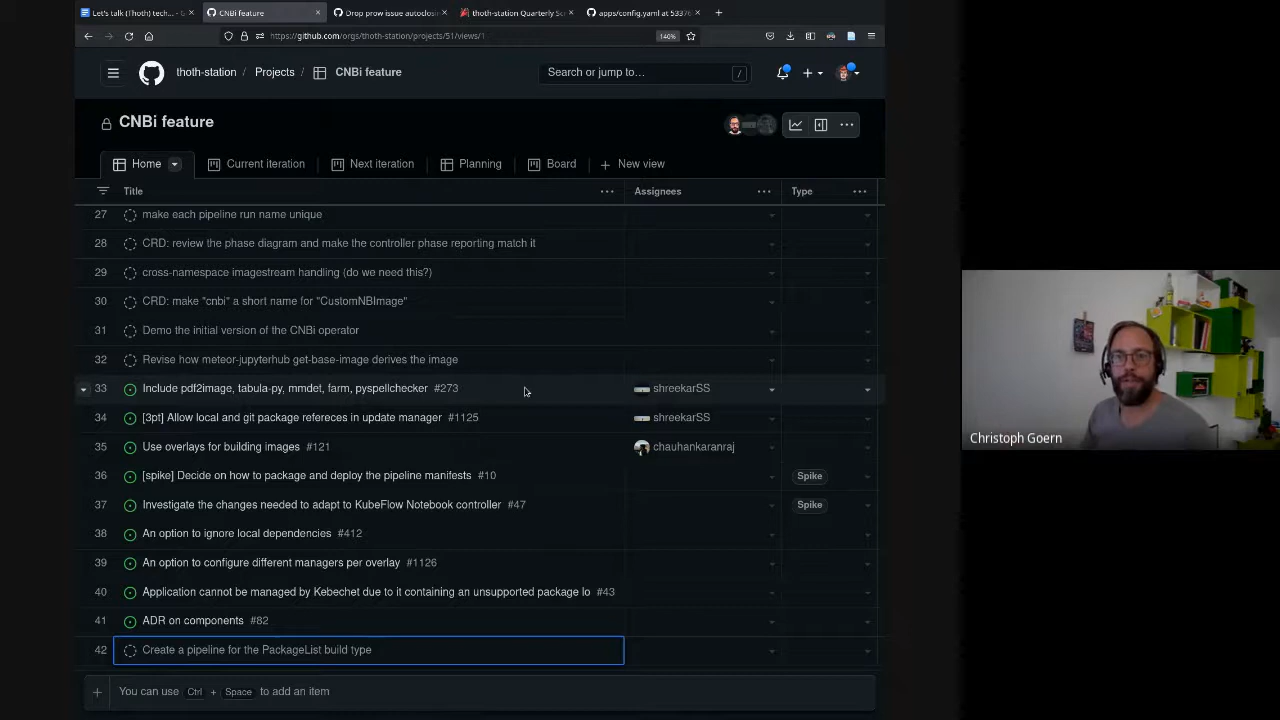 Let's talk (Thoth) tech... - G
CNBi feature
Drop prow issue autoclosin
thoth-station Quarterly Sc
apps/config.yaml at 53376
https://github.com/orgs/thoth-station/projects/51/views/1
140%
thoth-station / Projects / CNBi feature
Search or jump to... /
CNBi feature
Home
Current iteration
Next iteration
Planning
Board
New view
Title
Assignees
Type
27 make each pipeline run name unique
28 CRD: review the phase diagram and make the controller phase reporting match it
29 cross-namespace imagestream handling (do we need this?)
30 CRD: make "cnbi" a short name for "CustomNBImage"
31 Demo the initial version of the CNBi operator
32 Revise how meteor-jupyterhub get-base-image derives the image
33 Include pdf2image, tabula-py, mmdet, farm, pyspellchecker #273 shreekarSS
34 [3pt] Allow local and git package refereces in update manager #1125 shreekarSS
35 Use overlays for building images #121 chauhankaranraj
36 [spike] Decide on how to package and deploy the pipeline manifests #10 Spike
37 Investigate the changes needed to adapt to KubeFlow Notebook controller #47 Spike
38 An option to ignore local dependencies #412
39 An option to configure different managers per overlay #1126
40 Application cannot be managed by Kebechet due to it containing an unsupported package lo #43
41 ADR on components #82
42 Create a pipeline for the PackageList build type
You can use Ctrl + Space to add an item
Christoph Goern